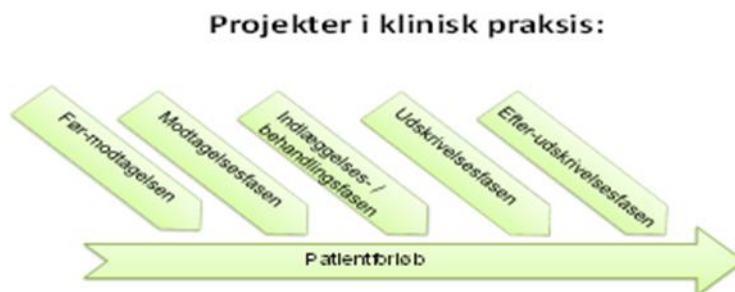 Projekter i klinisk praksis:
Før-modtagelsen
Modtagelsesfasen
Indlæggelses- /
behandlingsfasen
Udskrivelsesfasen
Efter-udskrivelsesfasen
Patientforløb